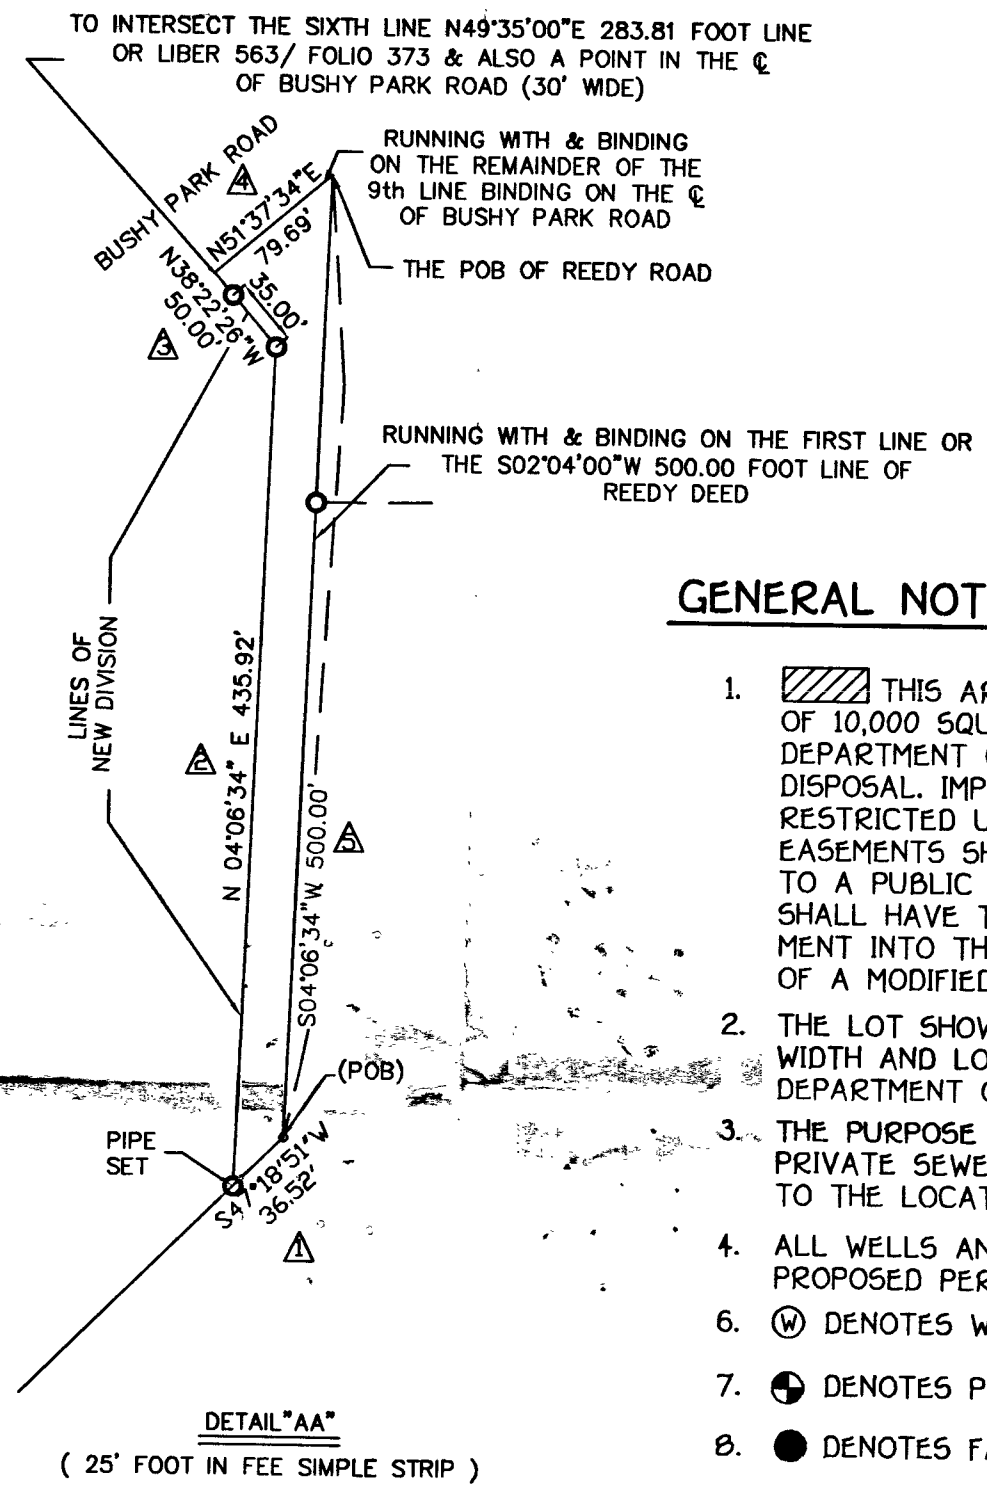 TO INTERSECT THE SIXTH LINE N49°35'00"E 283.81 FOOT LINE
OR LIBER 563/ FOLIO 373 & ALSO A POINT IN THE ℄
OF BUSHY PARK ROAD (30' WIDE)
RUNNING WITH & BINDING
ON THE REMAINDER OF THE
9th LINE BINDING ON THE ℄
OF BUSHY PARK ROAD
BUSHY PARK ROAD
4
N51°37'34"E
79.69'
THE POB OF REEDY ROAD
N38°22'26"W
50.00'
35.00'
3
RUNNING WITH & BINDING ON THE FIRST LINE OR
THE S02°04'00"W 500.00 FOOT LINE OF
REEDY DEED
LINES OF
NEW DIVISION
2
N 04°06'34" E 435.92'
S04°06'34"W 500.00'
5
(POB)
PIPE
SET
S47°18'51"W
36.52'
1
DETAIL "AA"
( 25' FOOT IN FEE SIMPLE STRIP )
GENERAL NOT
1. THIS AR
OF 10,000 SQU
DEPARTMENT
DISPOSAL. IMP
RESTRICTED U
EASEMENTS SH
TO A PUBLIC
SHALL HAVE T
MENT INTO TH
OF A MODIFIED
2. THE LOT SHOW
WIDTH AND LO
DEPARTMENT
3. THE PURPOSE
PRIVATE SEWE
TO THE LOCAT
4. ALL WELLS AN
PROPOSED PER
6. W DENOTES W
7. DENOTES P
8. DENOTES FA